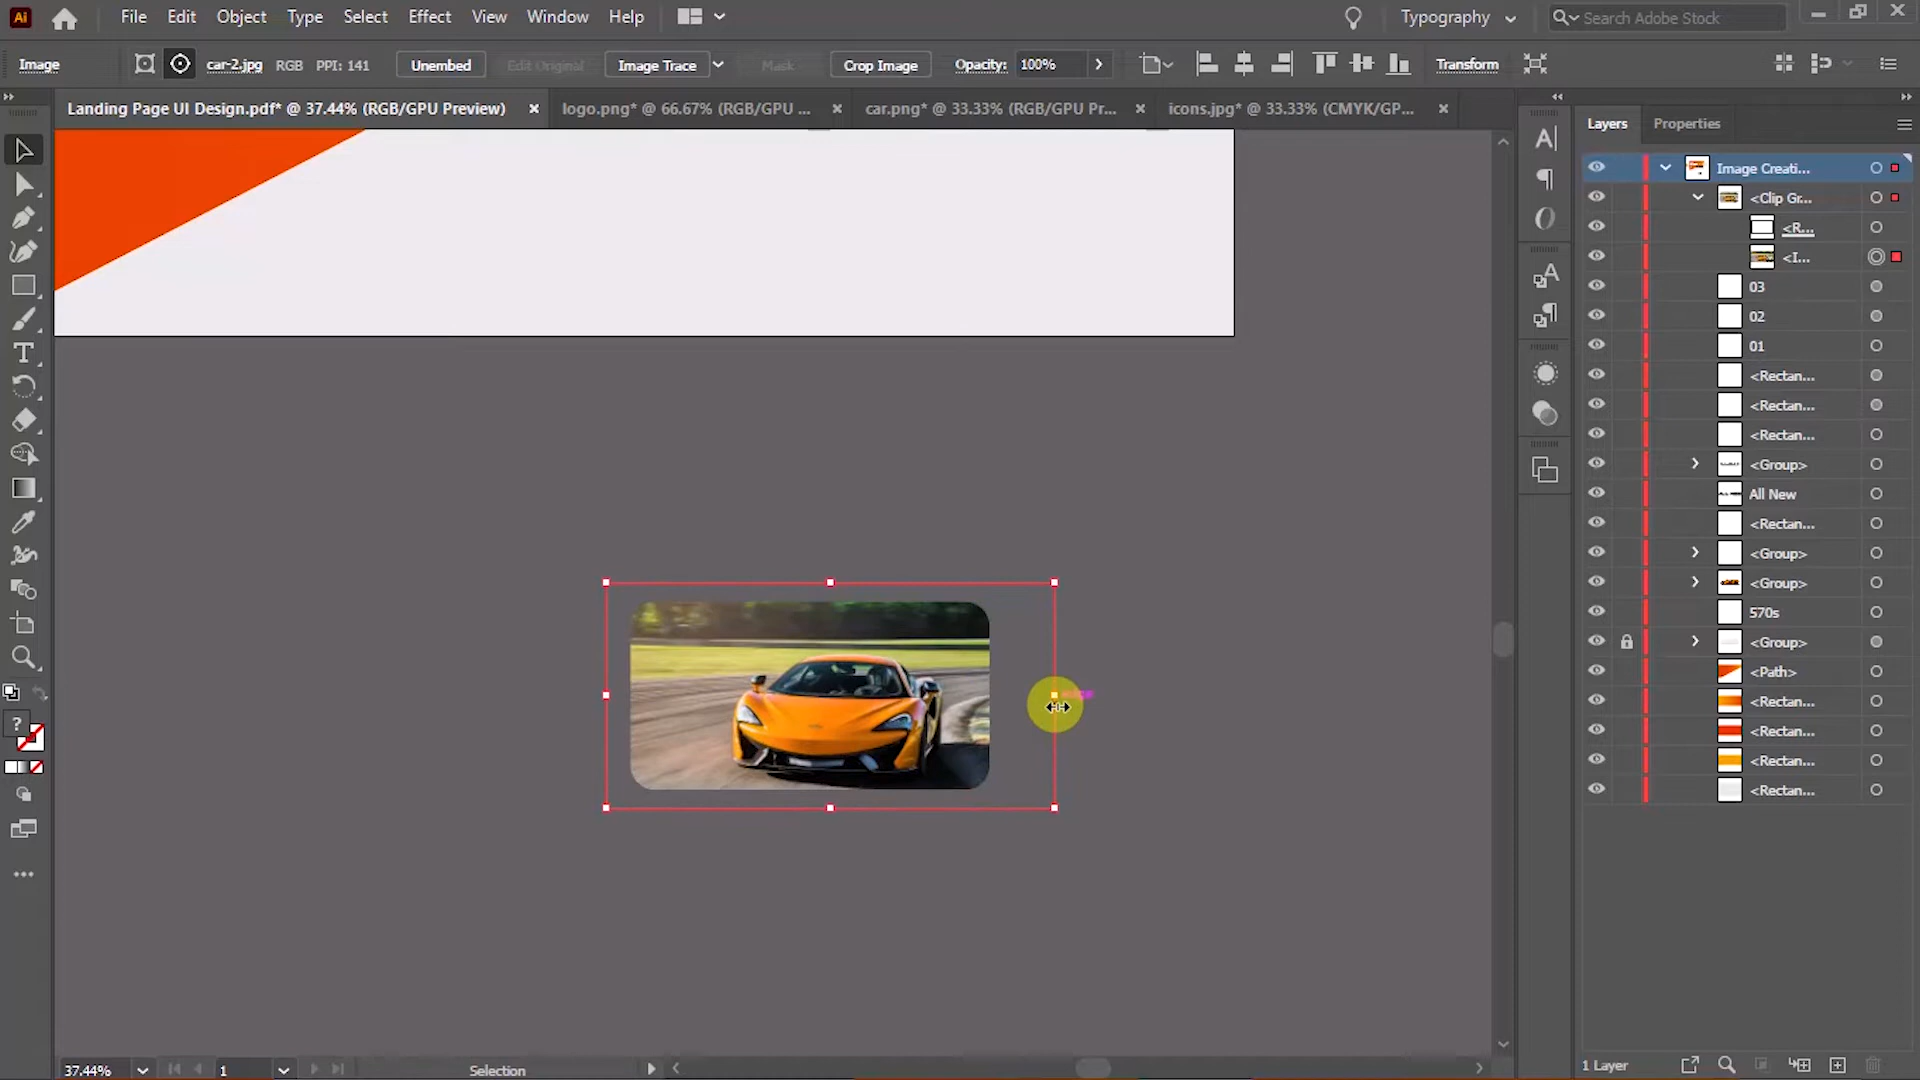 Ai File Edit Object Type Select Effect View Window Help Typography Search Adobe Stock
Image car-2.jpg RGB PPI: 141 Unembed Edit Original Image Trace Mask Crop Image Opacity: 100% Transform
Landing Page UI Design.pdf* @ 37.44% (RGB/GPU Preview) logo.png* @ 66.67% (RGB/GPU ... car.png* @ 33.33% (RGB/GPU Pr... icons.jpg* @ 33.33% (CMYK/GP...
Layers Properties
Image Creati...
<Clip Gr...
<R...
<I...
03
02
01
<Rectan...
<Rectan...
<Rectan...
<Group>
All New
<Rectan...
<Group>
<Group>
570s
<Group>
<Path>
<Rectan...
<Rectan...
<Rectan...
<Rectan...
37.44% 1 Selection
1 Layer